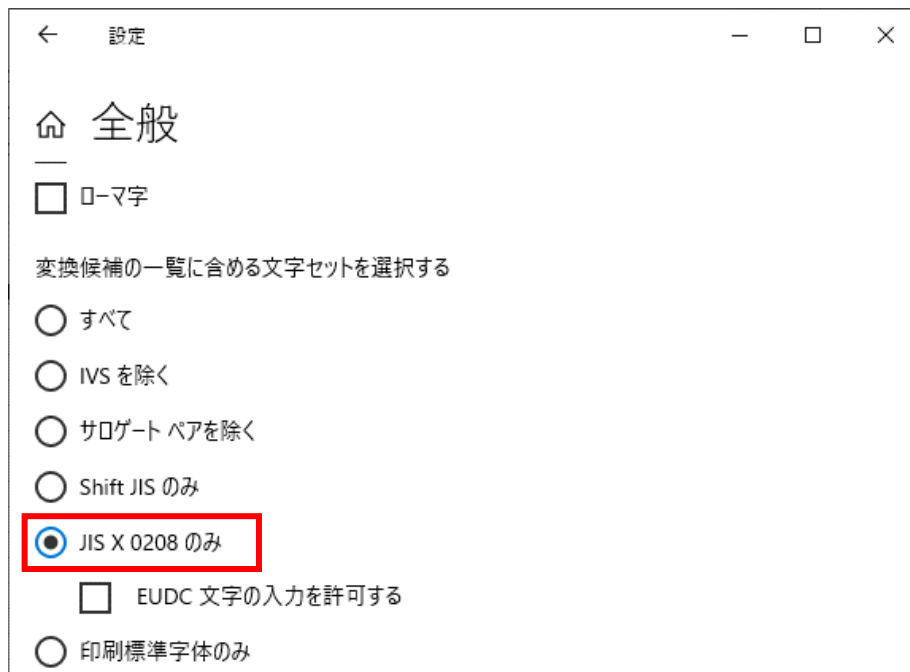 設定
全般
ローマ字
変換候補の一覧に含める文字セットを選択する
すべて
IVS を除く
サロゲート ペアを除く
Shift JIS のみ
JIS X 0208 のみ
EUDC 文字の入力を許可する
印刷標準字体のみ